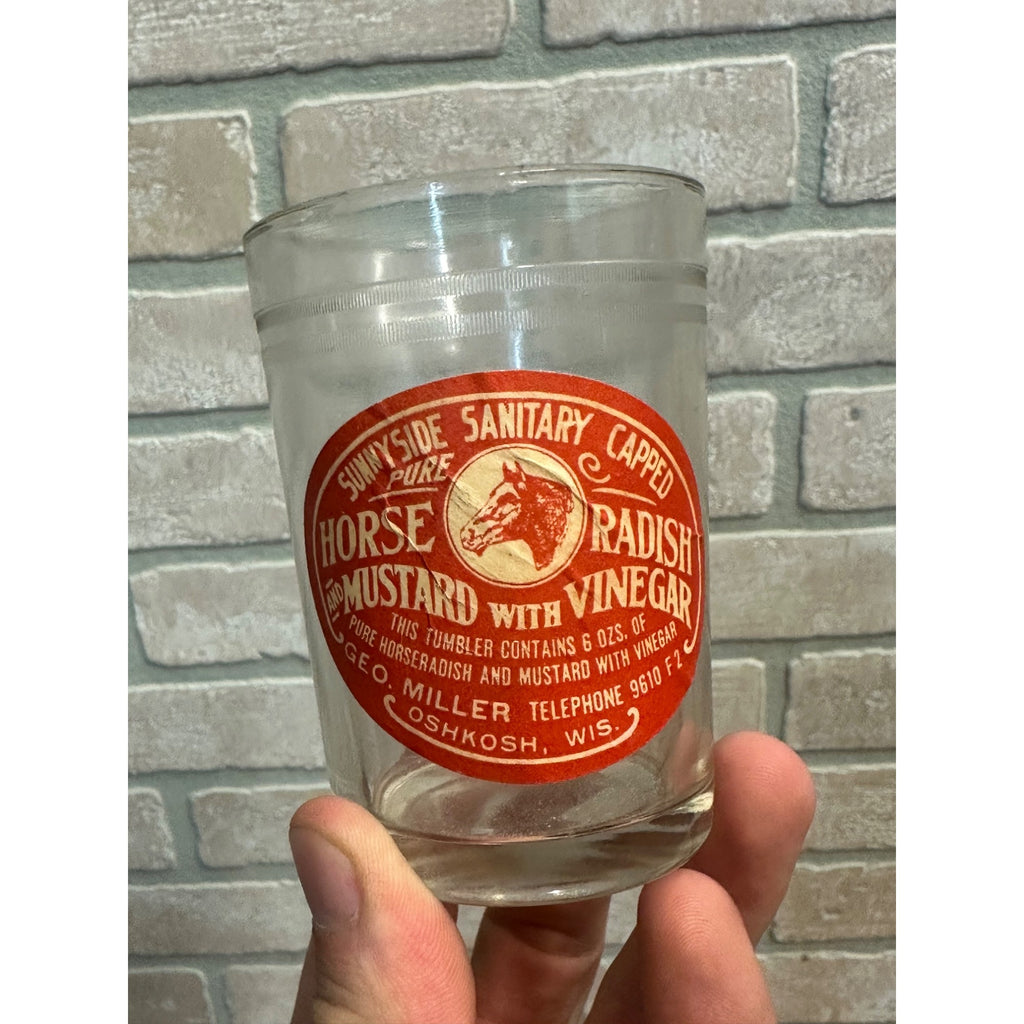 SUNNYSIDE SANITARY CAPPED
PURE
HORSE RADISH
AND MUSTARD WITH VINEGAR
THIS TUMBLER CONTAINS 6 OZS. OF
PURE HORSERADISH AND MUSTARD WITH VINEGAR
GEO. MILLER TELEPHONE 9610 F 2
OSHKOSH, WIS.